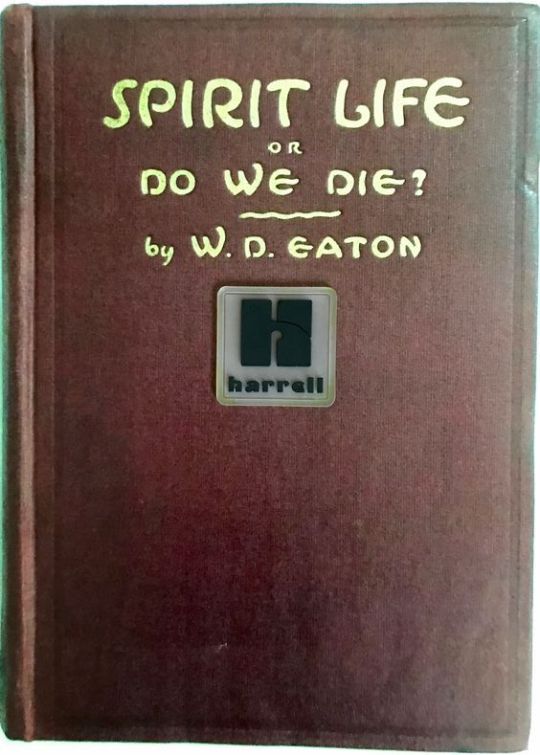 SPIRIT LIFE
OR
DO WE DIE?
by W. D. EATON
H
harrell